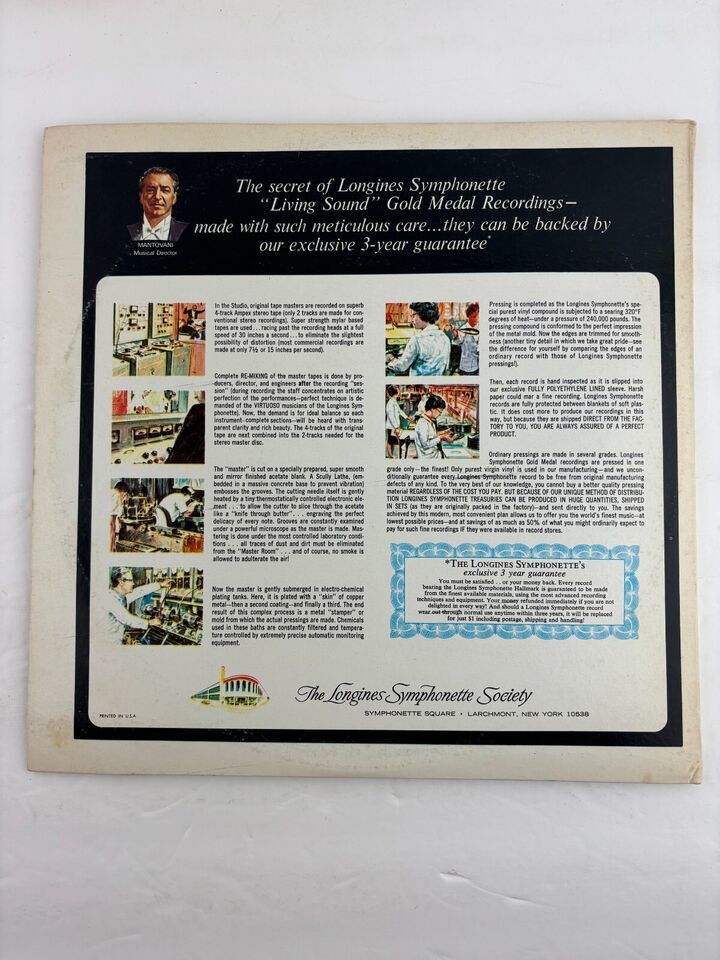 The secret of Longines Symphonette
"Living Sound" Gold Medal Recordings—
made with such meticulous care...they can be backed by
our exclusive 3-year guarantee*
MANTOVANI
Musical Director
In the Studio, original tape masters are recorded on superb
4-track Ampex stereo tape (only 2 tracks are made for con-
ventional stereo recordings). Super strength mylar based
tapes are used... racing past the recording heads at a full
speed of 30 inches a second... to eliminate the slightest
possibility of distortion (most commercial recordings are
made at only 7½ or 15 inches per second).
Complete RE-MIXING of the master tapes is done by pro-
ducers, director, and engineers after the recording "ses-
sion" (during recording the staff concentrates on artistic
perfection of the performances—perfect technique is de-
manded of the VIRTUOSO musicians of the Longines Sym-
phonette). Now, the demand is for ideal balance so each
instrument—complete sections—will be heard with trans-
parent clarity and rich beauty. The 4-tracks of the original
tape are next combined into the 2-tracks needed for the
stereo master disc.
The "master" is cut on a specially prepared, super smooth
and mirror finished acetate blank. A Scully Lathe, (em-
bedded in a massive concrete base to prevent vibration)
embosses the grooves. The cutting needle itself is gently
heated by a tiny thermostatically controlled electronic ele-
ment . . . to allow the cutter to slice through the acetate
like a "knife through butter" . . . engraving the perfect
delicacy of every note. Grooves are constantly examined
under a powerful microscope as the master is made. Mas-
tering is done under the most controlled laboratory condi-
tions . . . all traces of dust and dirt must be eliminated
from the "Master Room" . . . and of course, no smoke is
allowed to adulterate the air!
Now the master is gently submerged in electro-chemical
plating tanks. Here, it is plated with a "skin" of copper
metal—then a second coating—and finally a third. The end
result of this complex process is a metal "stamper" or
mold from which the actual pressings are made. Chemicals
used in these baths are constantly filtered and tempera-
ture controlled by extremely precise automatic monitoring
equipment.
Pressing is completed as the Longines Symphonette's spe-
cial purest vinyl compound is subjected to a searing 320°F
degrees of heat—under a pressure of 240,000 pounds. The
pressing compound is conformed to the perfect impression
of the metal mold. Now the edges are trimmed for smooth-
ness (another tiny detail in which we take great pride—see
the difference for yourself by comparing the edges of an
ordinary record with those of Longines Symphonette
pressings!).
Then, each record is hand inspected as it is slipped into
our exclusive FULLY POLYETHYLENE LINED sleeve. Harsh
paper could mar a fine recording. Longines Symphonette
records are fully protected between blankets of soft plas-
tic. It does cost more to produce our recordings in this
way, but because they are shipped DIRECT FROM THE FAC-
TORY TO YOU, YOU ARE ALWAYS ASSURED OF A PERFECT
PRODUCT.
Ordinary pressings are made in several grades. Longines
Symphonette Gold Medal recordings are pressed in one
grade only—the finest! Only purest virgin vinyl is used in our manufacturing—and we uncon-
ditionally guarantee every Longines Symphonette record to be free from original manufacturing
defects of any kind. To the very best of our knowledge, you cannot buy a better quality pressing
material REGARDLESS OF THE COST YOU PAY. BUT BECAUSE OF OUR UNIQUE METHOD OF DISTRIBU-
TION LONGINES SYMPHONETTE TREASURES CAN BE PRODUCED IN HUGE QUANTITIES, SHIPPED
IN SETS (as they are originally packed in the factory)—and sent directly to you. The savings
achieved by this modern, most convenient plan allows us to offer you the world's finest music—at
lowest possible prices—and at savings of as much as 50% of what you might ordinarily expect to
pay for such fine recordings IF they were available in record stores.
*THE LONGINES SYMPHONETTE'S
exclusive 3 year guarantee
You must be satisfied . . or your money back. Every record
bearing the Longines Symphonette Hallmark is guaranteed to be made
from the finest available materials, using the most advanced recording
techniques and equipment. Your money refunded immediately if you are not
delighted in every way! And should a Longines Symphonette record
wear out through normal use anytime within three years, it will be replaced
for just $1 including postage, shipping and handling!
The Longines Symphonette Society
SYMPHONETTE SQUARE • LARCHMONT, NEW YORK 10538
PRINTED IN U.S.A.